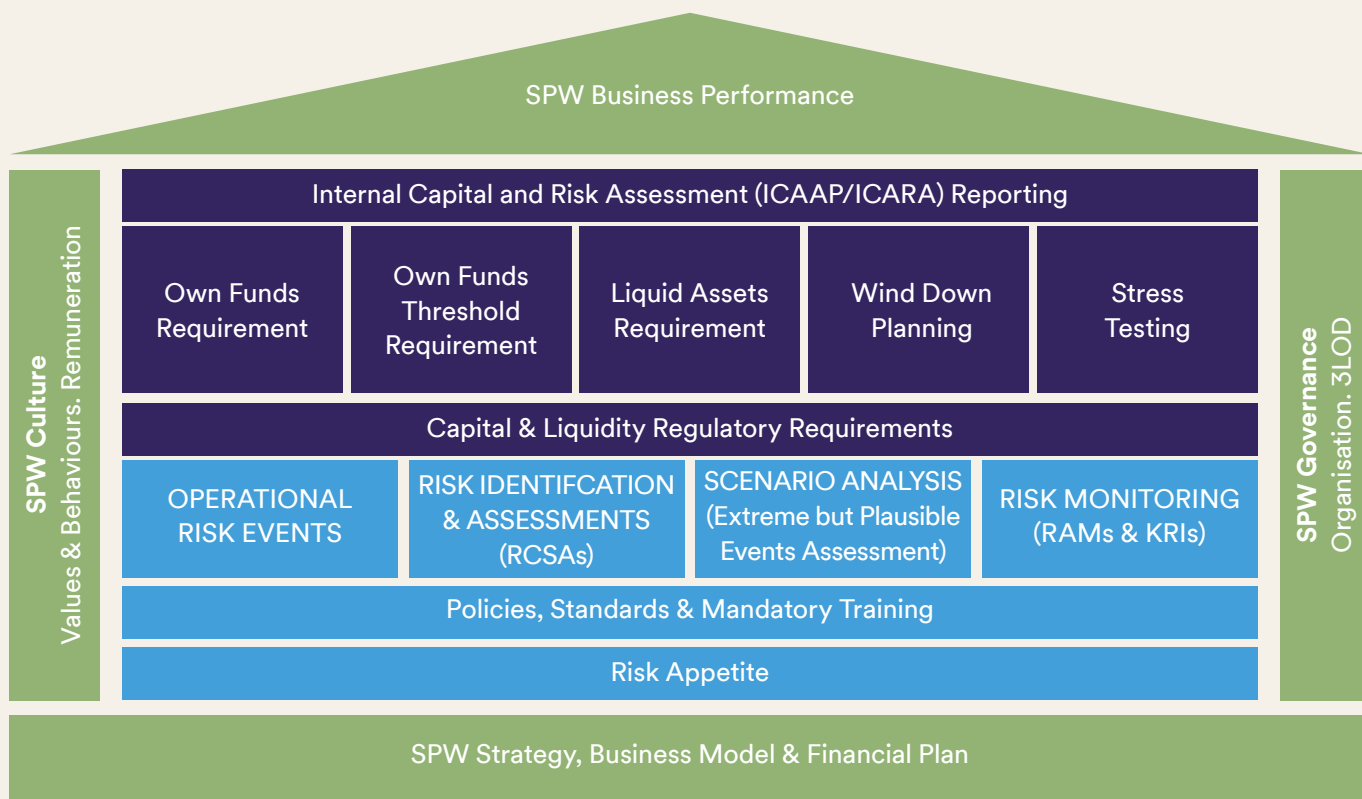 SPW Business Performance
SPW Culture
Values & Behaviours. Remuneration
Internal Capital and Risk Assessment (ICAAP/ICARA) Reporting
Own Funds
Requirement
Own Funds
Threshold
Requirement
Liquid Assets
Requirement
Wind Down
Planning
Stress
Testing
Capital & Liquidity Regulatory Requirements
OPERATIONAL
RISK EVENTS
RISK IDENTIFCATION
& ASSESSMENTS
(RCSAs)
SCENARIO ANALYSIS
(Extreme but Plausible
Events Assessment)
RISK MONITORING
(RAMs & KRIs)
Policies, Standards & Mandatory Training
Risk Appetite
SPW Governance
Organisation. 3LOD
SPW Strategy, Business Model & Financial Plan